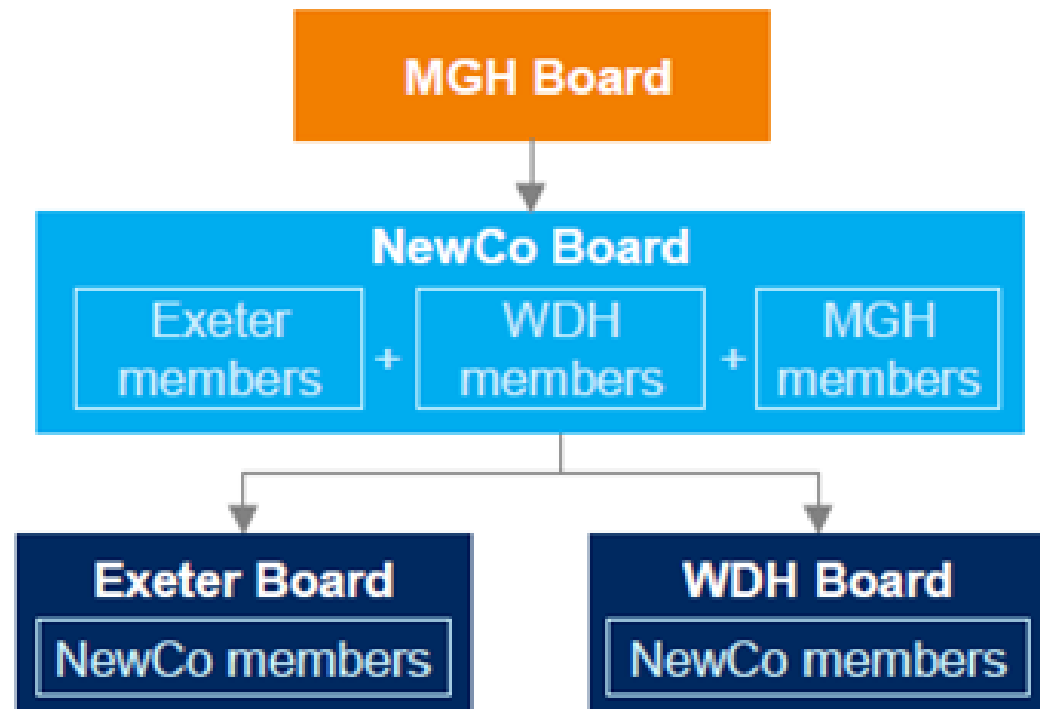 MGH Board
NewCo Board
Exeter
members
+
WDH
members
+
MGH
members
Exeter Board
NewCo members
WDH Board
NewCo members